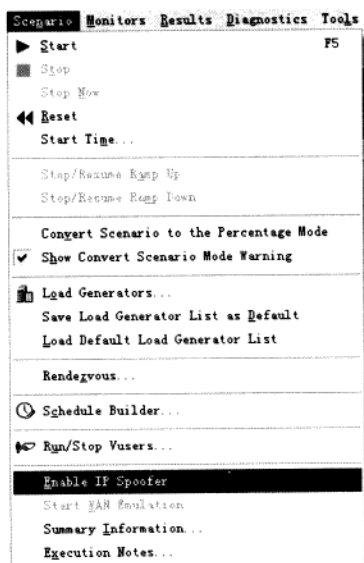 Scenario Monitors Results Diagnostics Tools
Start F5
Stop
Stop Now
Reset
Start Time...
Stop/Resume Ramp Up
Stop/Resume Ramp Down
Convert Scenario to the Percentage Mode
Show Convert Scenario Mode Warning
Load Generators...
Save Load Generator List as Default
Load Default Load Generator List
Rendezvous...
Schedule Builder...
Run/Stop Vusers...
Enable IP Spoofer
Start WAN Emulation
Summary Information...
Execution Notes...